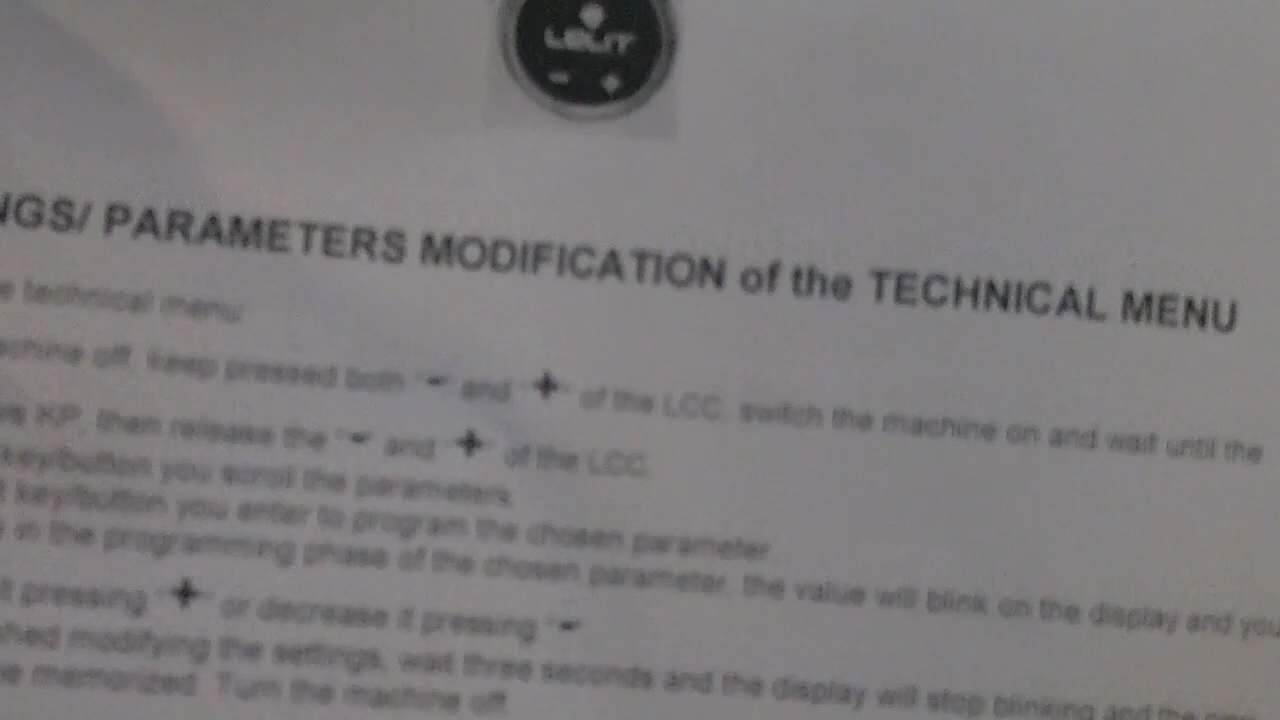 LELIT
- +
NGS/ PARAMETERS MODIFICATION of the TECHNICAL MENU
e technical menu
achine off, keep pressed both "-" and "+" of the LCC, switch the machine on and wait until the
KP, then release the "-" and "+" of the LCC.
key/button you scroll the parameters.
t key/button you enter to program the chosen parameter
in the programming phase of the chosen parameter, the value will blink on the display and you
t pressing "+" or decrease it pressing "-
shed modifying the settings, wait three seconds and the display will stop blinking and the
e memorized. Turn the machine off